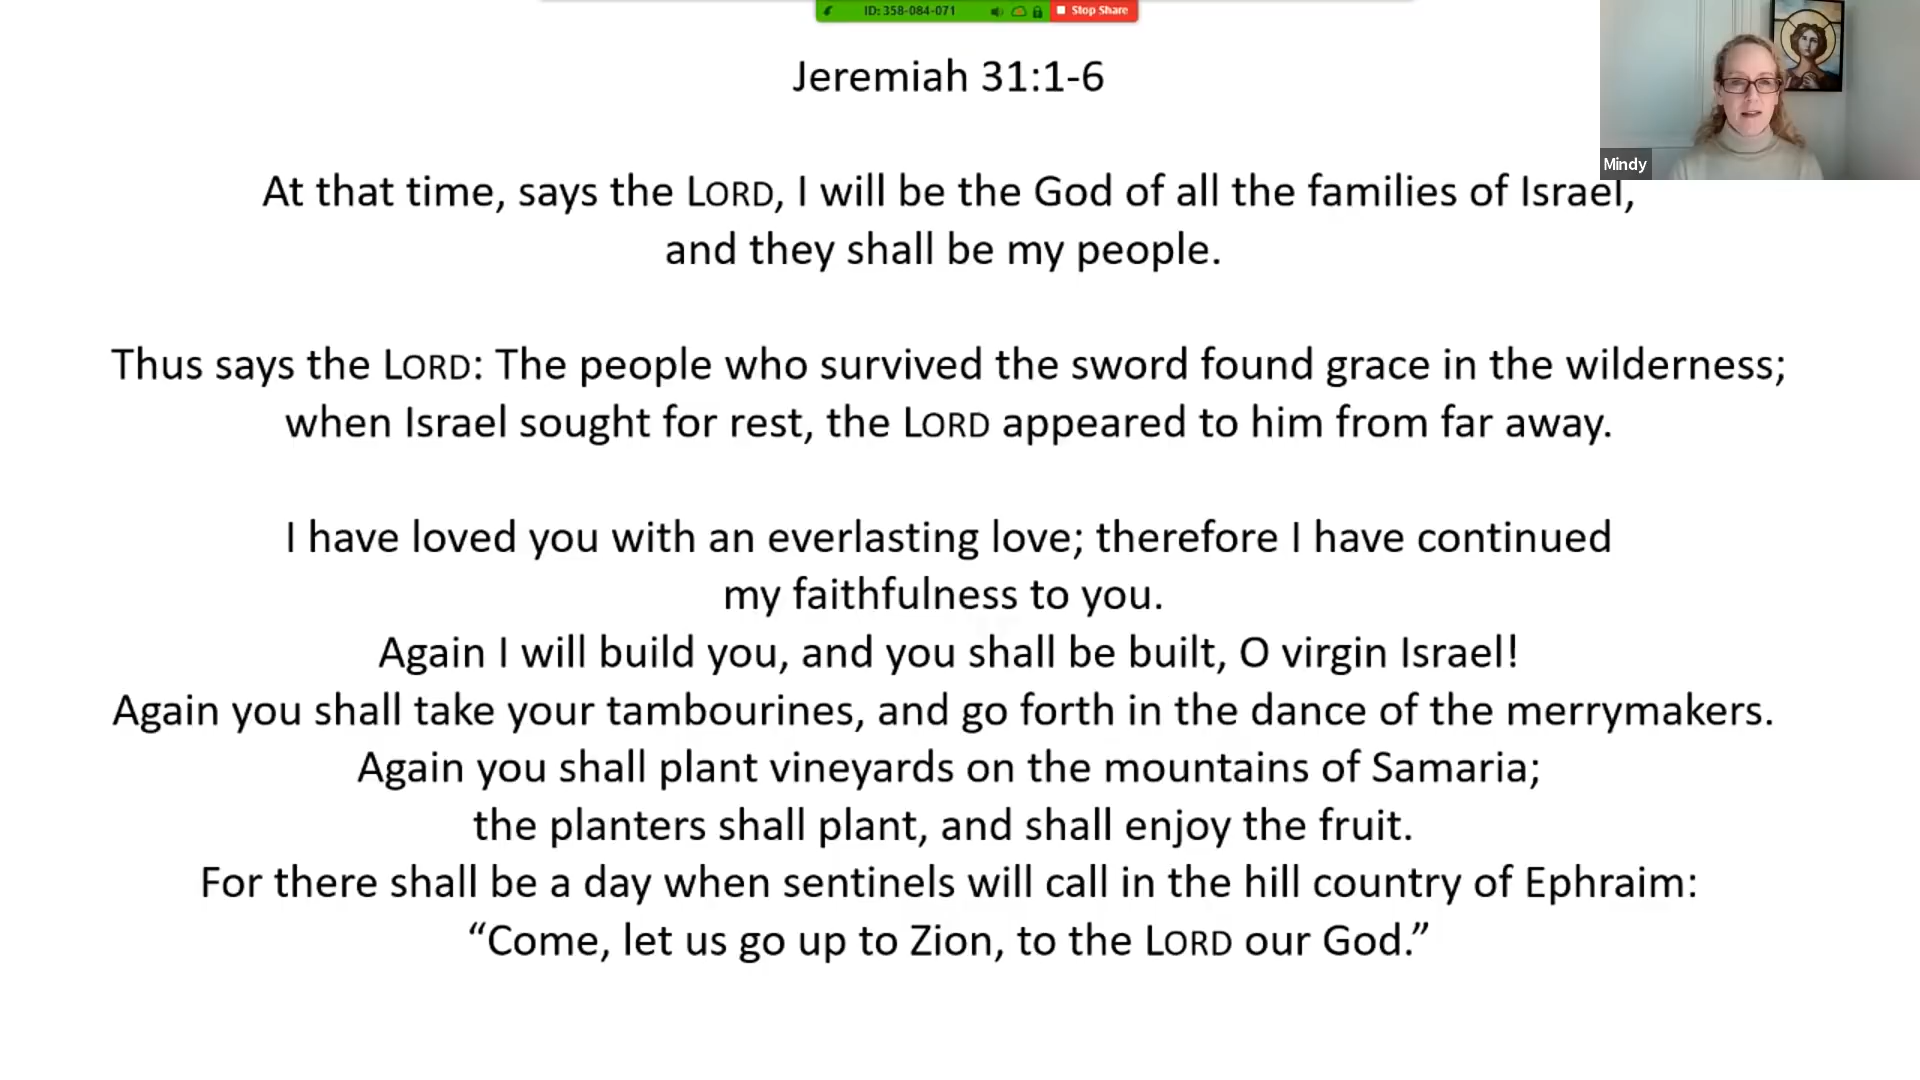 ID: 358-084-071 Stop Share
Jeremiah 31:1-6
Mindy
At that time, says the LORD, I will be the God of all the families of Israel,
and they shall be my people.
Thus says the LORD: The people who survived the sword found grace in the wilderness;
when Israel sought for rest, the LORD appeared to him from far away.
I have loved you with an everlasting love; therefore I have continued
my faithfulness to you.
Again I will build you, and you shall be built, O virgin Israel!
Again you shall take your tambourines, and go forth in the dance of the merrymakers.
Again you shall plant vineyards on the mountains of Samaria;
the planters shall plant, and shall enjoy the fruit.
For there shall be a day when sentinels will call in the hill country of Ephraim:
“Come, let us go up to Zion, to the LORD our God.”